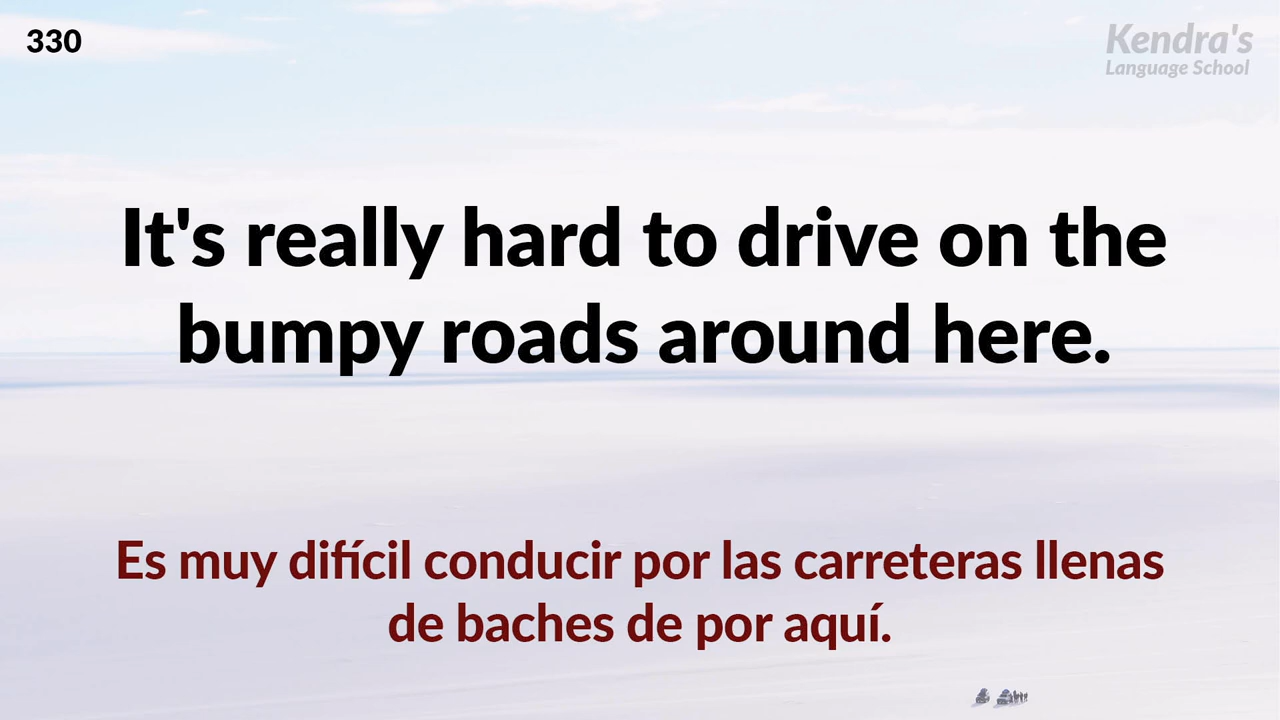 330
Kendra's
Language School
It's really hard to drive on the
bumpy roads around here.
Es muy difícil conducir por las carreteras llenas
de baches de por aquí.